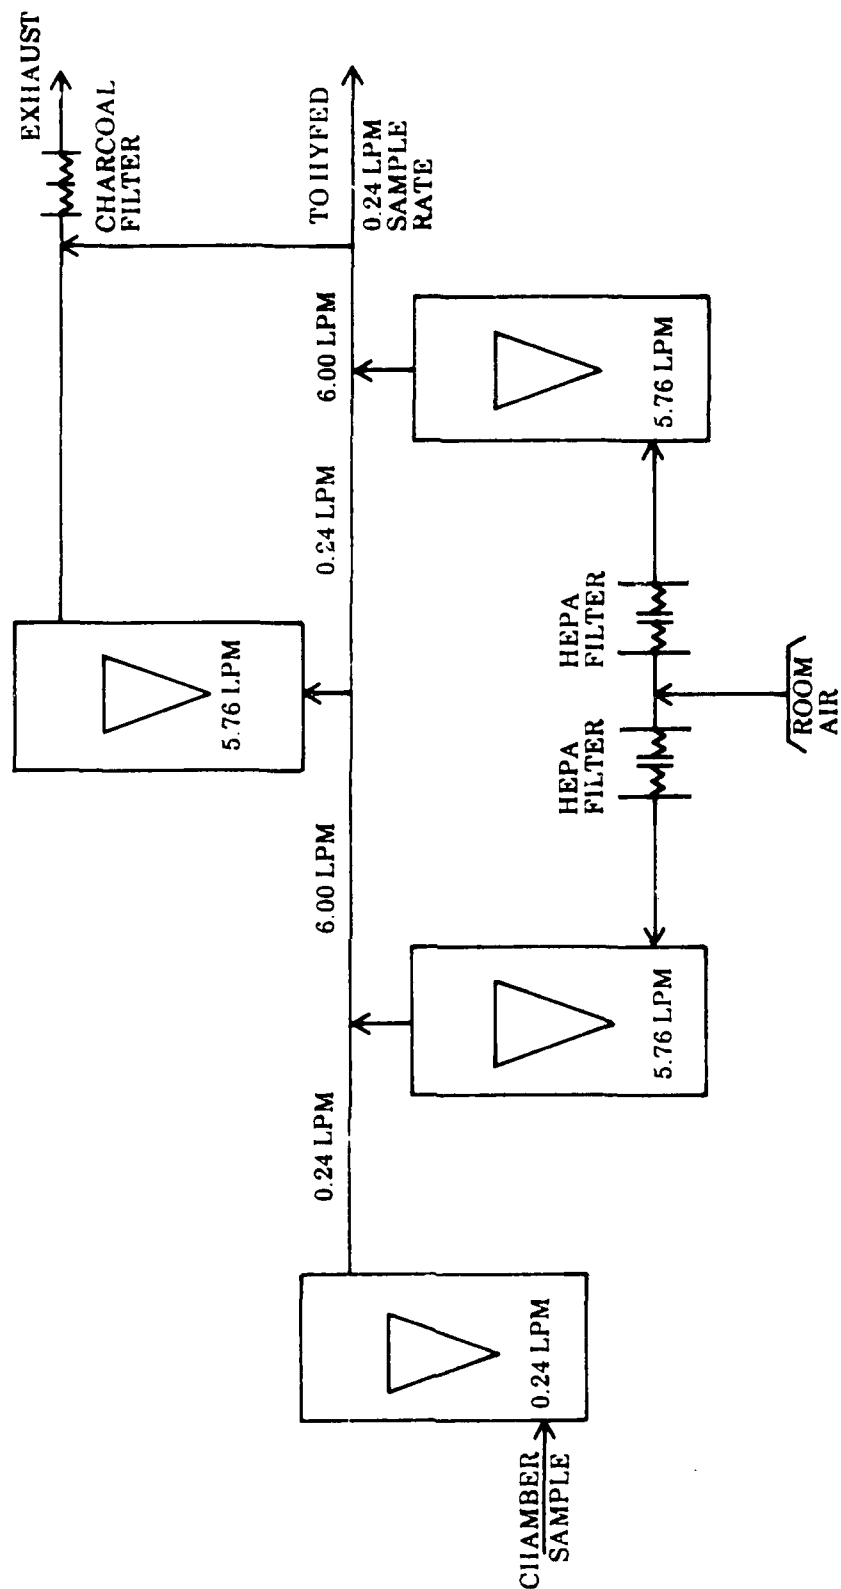 EXHAUST
CHARCOAL
FILTER
TO HYFED
0.24 LPM
SAMPLE
RATE
6.00 LPM
0.24 LPM
6.00 LPM
0.24 LPM
5.76 LPM
5.76 LPM
5.76 LPM
0.24 LPM
HEPA
FILTER
HEPA
FILTER
ROOM
AIR
CHAMBER
SAMPLE